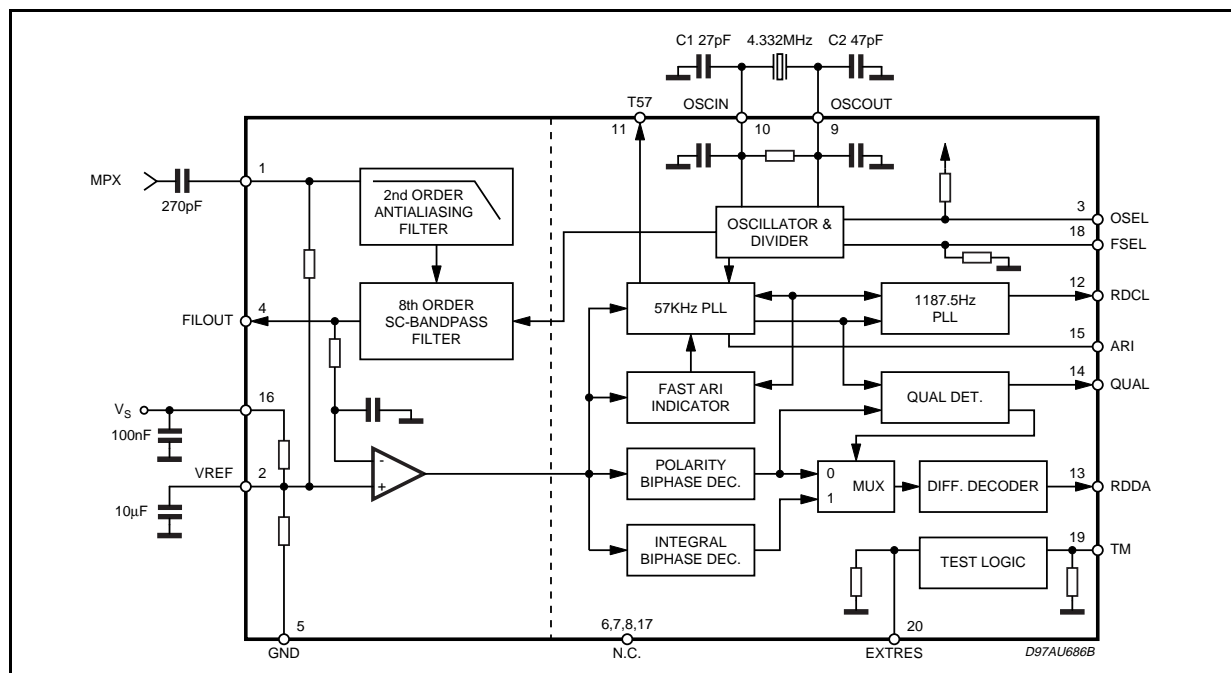 C1 27pF
4.332MHz
C2 47pF
T57
OSCIN
OSCOUT
11
10
9
MPX
270pF
1
2nd ORDER
ANTIALIASING
FILTER
OSCILLATOR &
DIVIDER
3
OSEL
18
FSEL
4
FILOUT
8th ORDER
SC-BANDPASS
FILTER
57KHz PLL
1187.5Hz
PLL
12
RDCL
15
ARI
FAST ARI
INDICATOR
QUAL DET.
14
QUAL
VS
16
100nF
VREF
2
10µF
-
+
POLARITY
BIPHASE DEC.
0
1
MUX
DIFF. DECODER
13
RDDA
INTEGRAL
BIPHASE DEC.
TEST LOGIC
19
TM
5
GND
6,7,8,17
N.C.
20
EXTRES
D97AU686B